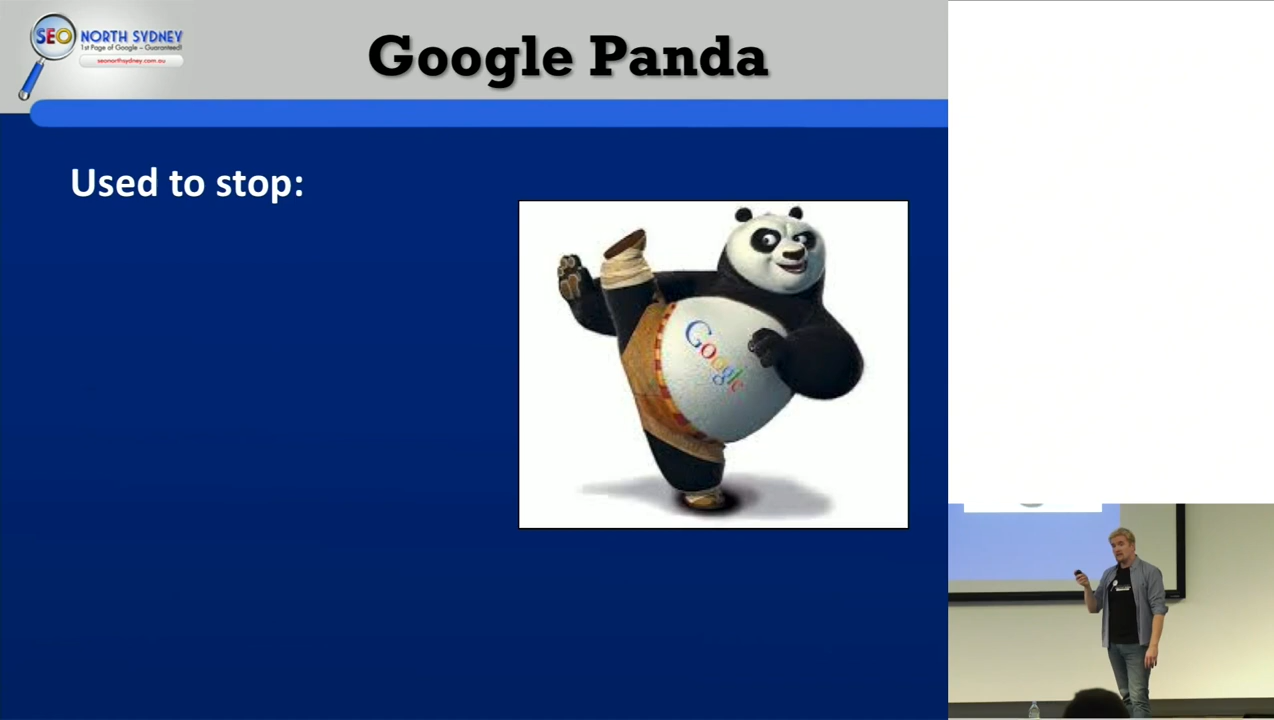 SEO NORTH SYDNEY
1st Page of Google – Guaranteed!
seonorthsydney.com.au
Google Panda
Used to stop:
Google